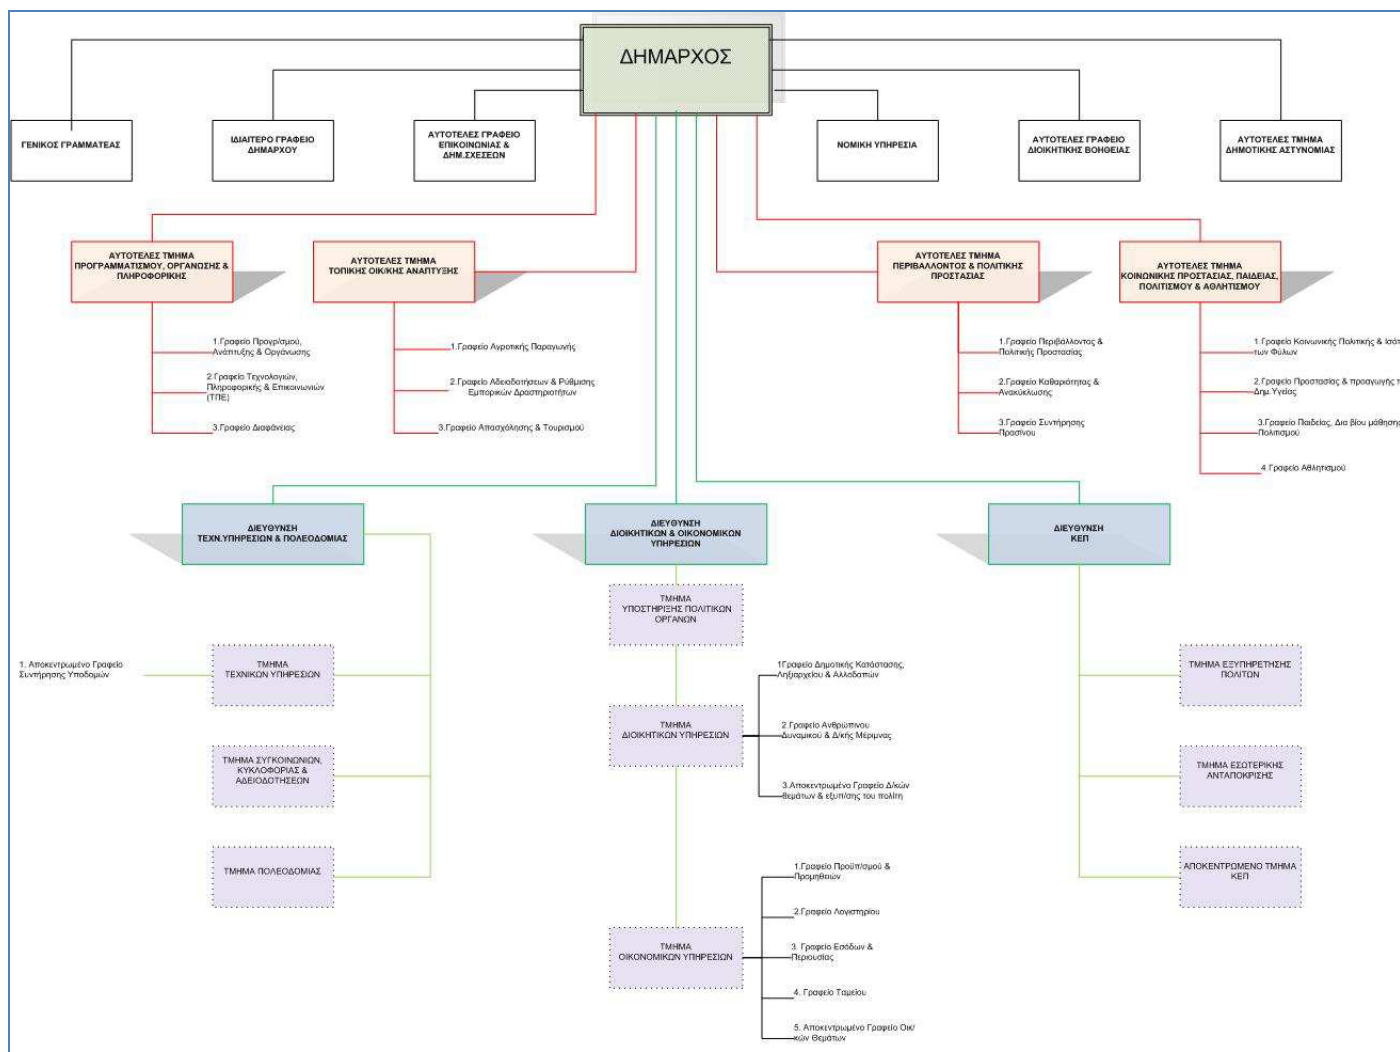 ΔΗΜΑΡΧΟΣ
ΓΕΝΙΚΟΣ ΓΡΑΜΜΑΤΕΑΣ
ΙΔΙΑΙΤΕΡΟ ΓΡΑΦΕΙΟ
ΔΗΜΑΡΧΟΥ
ΑΥΤΟΤΕΛΕΣ ΓΡΑΦΕΙΟ
ΕΠΙΚΟΙΝΩΝΙΑΣ &
ΔΗΜ.ΣΧΕΣΕΩΝ
ΝΟΜΙΚΗ ΥΠΗΡΕΣΙΑ
ΑΥΤΟΤΕΛΕΣ ΓΡΑΦΕΙΟ
ΔΙΟΙΚΗΤΙΚΗΣ ΒΟΗΘΕΙΑΣ
ΑΥΤΟΤΕΛΕΣ ΤΜΗΜΑ
ΔΗΜΟΤΙΚΗΣ ΑΣΤΥΝΟΜΙΑΣ
ΑΥΤΟΤΕΛΕΣ ΤΜΗΜΑ
ΠΡΟΓΡΑΜΜΑΤΙΣΜΟΥ, ΟΡΓΑΝΩΣΗΣ &
ΠΛΗΡΟΦΟΡΙΚΗΣ
ΑΥΤΟΤΕΛΕΣ ΤΜΗΜΑ
ΤΟΠΙΚΗΣ ΟΙΚ/ΚΗΣ ΑΝΑΠΤΥΞΗΣ
ΑΥΤΟΤΕΛΕΣ ΤΜΗΜΑ
ΠΕΡΙΒΑΛΛΟΝΤΟΣ & ΠΟΛΙΤΙΚΗΣ
ΠΡΟΣΤΑΣΙΑΣ
ΑΥΤΟΤΕΛΕΣ ΤΜΗΜΑ
ΚΟΙΝΩΝΙΚΗΣ ΠΡΟΣΤΑΣΙΑΣ, ΠΑΙΔΕΙΑΣ,
ΠΟΛΙΤΙΣΜΟΥ & ΑΘΛΗΤΙΣΜΟΥ
1.Γραφείο Προγρ/σμού,
Ανάπτυξης & Οργάνωσης
2.Γραφείο Τεχνολογιών,
Πληροφορικής & Επικοινωνιών
(ΤΠΕ)
3.Γραφείο Διαφάνειας
1.Γραφείο Αγροτικής Παραγωγής
2.Γραφείο Αδειοδοτήσεων & Ρύθμισης
Εμπορικών Δραστηριοτήτων
3.Γραφείο Απασχόλησης & Τουρισμού
1.Γραφείο Περιβάλλοντος &
Πολιτικής Προστασίας
2.Γραφείο Καθαριότητας &
Ανακύκλωσης
3.Γραφείο Συντήρησης
Πρασίνου
1.Γραφείο Κοινωνικής Πολιτικής & Ισότ
των Φύλων
2.Γραφείο Προστασίας & προαγωγής τ
Δημ.Υγείας
3.Γραφείο Παιδείας, Δια βίου μάθησης
Πολιτισμού
4.Γραφείο Αθλητισμού
ΔΙΕΥΘΥΝΣΗ
ΤΕΧΝ.ΥΠΗΡΕΣΙΩΝ & ΠΟΛΕΟΔΟΜΙΑΣ
ΔΙΕΥΘΥΝΣΗ
ΔΙΟΙΚΗΤΙΚΩΝ & ΟΙΚΟΝΟΜΙΚΩΝ
ΥΠΗΡΕΣΙΩΝ
ΔΙΕΥΘΥΝΣΗ
ΚΕΠ
1. Αποκεντρωμένο Γραφείο
Συντήρησης Υποδομών
ΤΜΗΜΑ
ΤΕΧΝΙΚΩΝ ΥΠΗΡΕΣΙΩΝ
ΤΜΗΜΑ ΣΥΓΚΟΙΝΩΝΙΩΝ,
ΚΥΚΛΟΦΟΡΙΑΣ &
ΑΔΕΙΟΔΟΤΗΣΕΩΝ
ΤΜΗΜΑ ΠΟΛΕΟΔΟΜΙΑΣ
ΤΜΗΜΑ
ΥΠΟΣΤΗΡΙΞΗΣ ΠΟΛΙΤΙΚΩΝ
ΟΡΓΑΝΩΝ
ΤΜΗΜΑ
ΔΙΟΙΚΗΤΙΚΩΝ ΥΠΗΡΕΣΙΩΝ
1Γραφείο Δημοτικής Κατάστασης,
Ληξιαρχείου & Αλλοδαπών
2.Γραφείο Ανθρώπινου
Δυναμικού & Δ/κής Μέριμνας
3.Αποκεντρωμένο Γραφείο Δ/κών
θεμάτων & εξυπ/σης του πολίτη
ΤΜΗΜΑ
ΟΙΚΟΝΟΜΙΚΩΝ ΥΠΗΡΕΣΙΩΝ
1.Γραφείο Προϋπ/σμού &
Προμηθειών
2.Γραφείο Λογιστηρίου
3. Γραφείο Εσόδων &
Περιουσίας
4. Γραφείο Ταμείου
5. Αποκεντρωμένο Γραφείο Οικ/
κών Θεμάτων
ΤΜΗΜΑ ΕΞΥΠΗΡΕΤΗΣΗΣ
ΠΟΛΙΤΩΝ
ΤΜΗΜΑ ΕΣΩΤΕΡΙΚΗΣ
ΑΝΤΑΠΟΚΡΙΣΗΣ
ΑΠΟΚΕΝΤΡΩΜΕΝΟ ΤΜΗΜΑ
ΚΕΠ